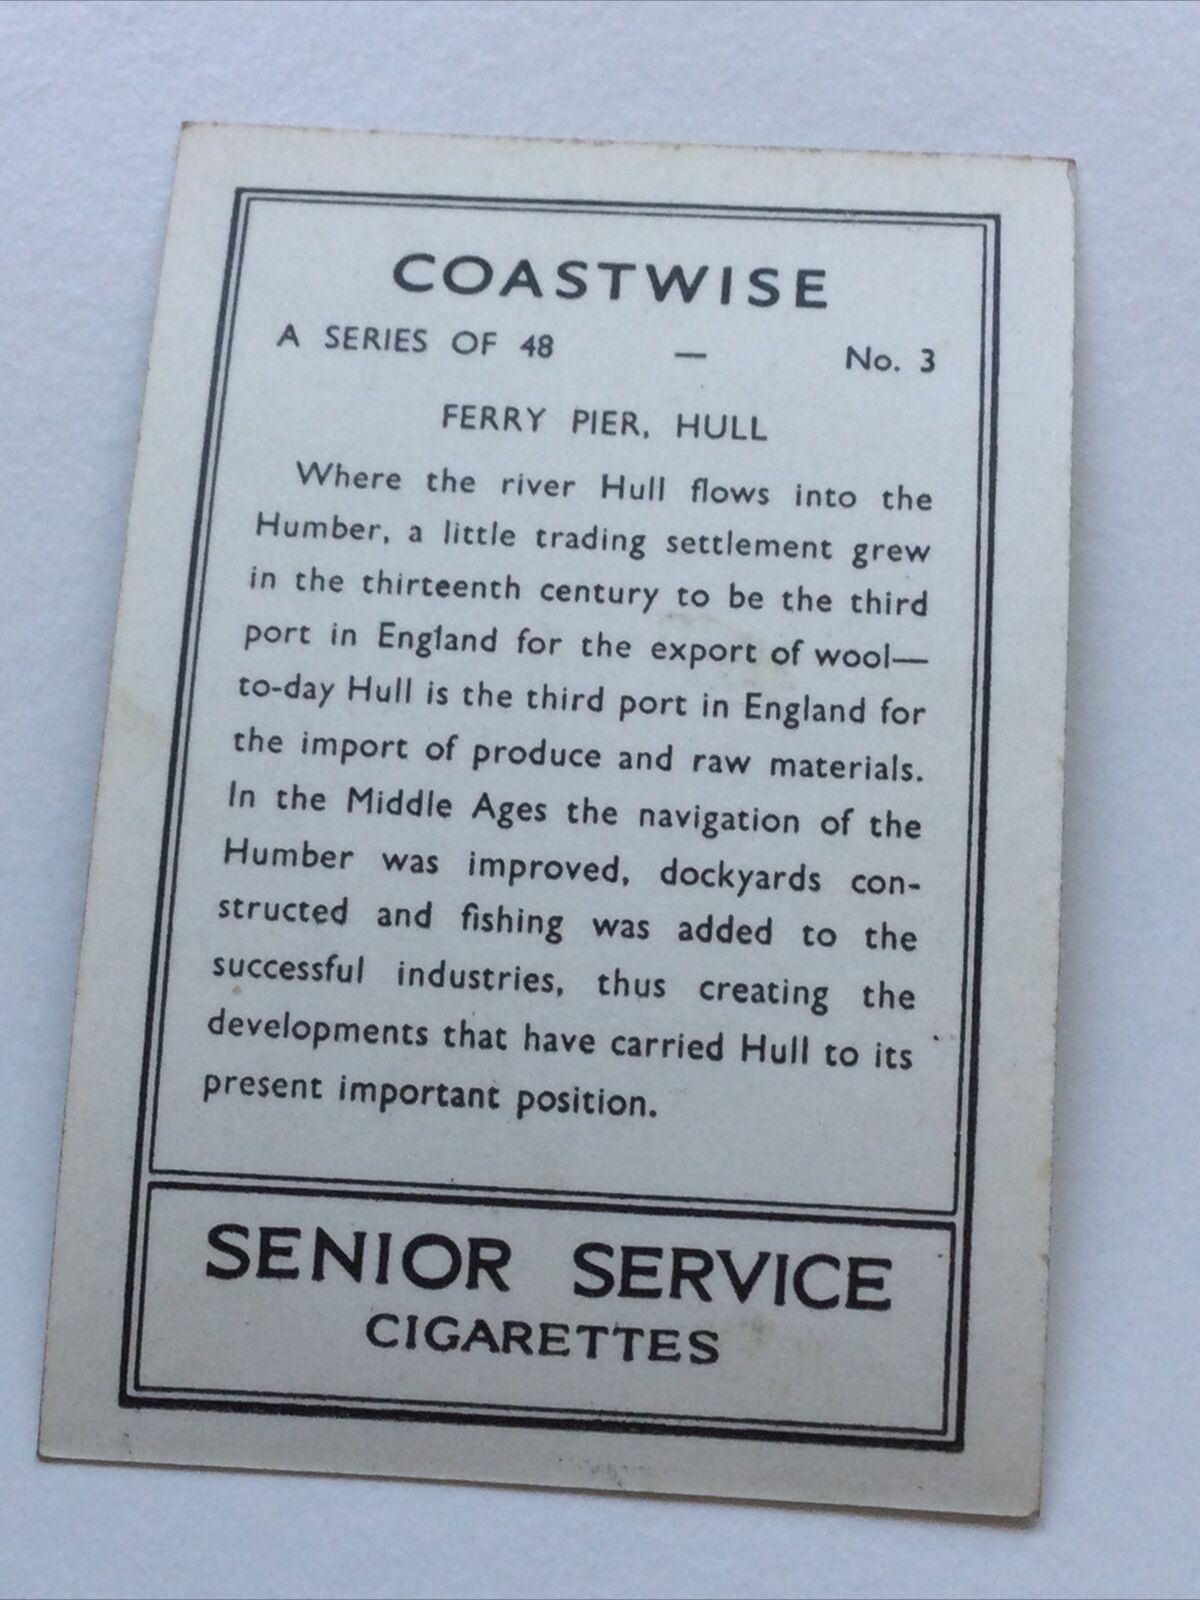 COASTWISE
A SERIES OF 48 — No. 3
FERRY PIER, HULL
Where the river Hull flows into the
Humber, a little trading settlement grew
in the thirteenth century to be the third
port in England for the export of wool—
to-day Hull is the third port in England for
the import of produce and raw materials.
In the Middle Ages the navigation of the
Humber was improved, dockyards con-
structed and fishing was added to the
successful industries, thus creating the
developments that have carried Hull to its
present important position.
SENIOR SERVICE
CIGARETTES